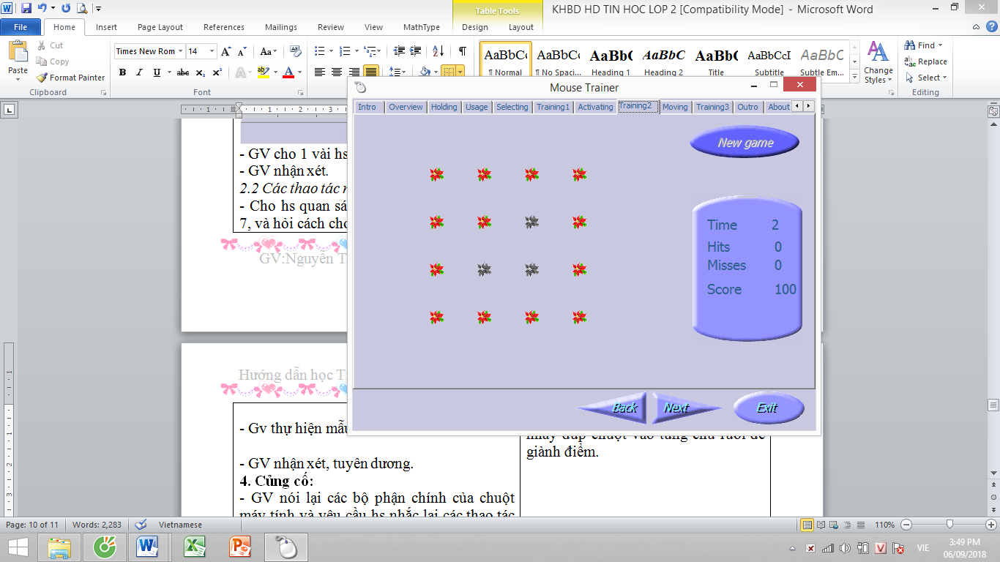 Table Tools
KHBD HD TIN HOC LOP 2 [Compatibility Mode] - Microsoft Word
File Home Insert Page Layout References Mailings Review View MathType Design Layout
Cut
Copy
Format Painter
Paste
Clipboard
Times New Rom 14
Font
AaBbCc AaBbCc AaBbC AaBbC AaBbC AaBbCcI AaBbCc
¶ Normal ¶ No Spaci... Heading 1 Heading 2 Title Subtitle Subtle Em...
Change
Styles
Find
Replace
Select
Editing
Mouse Trainer
Intro Overview Holding Usage Selecting Training1 Activating Training2 Moving Training3 Outro About
New game
Time 2
Hits 0
Misses 0
Score 100
Back Next Exit
- GV cho 1 vài hs
- GV nhận xét.
2.2 Các thao tác
- Cho hs quan sá
7, và hỏi cách chơ
GV:Nguyễn T
Hướng dẫn học T
- Gv thự hiện mẫu
- GV nhận xét, tuyên dương.
4. Củng cố:
- GV nói lại các bộ phận chính của chuột
máy tính và yêu cầu hs nhắc lại các thao tác
nháy đúp chuột vào từng chú ruồi để
giành điểm.
Page: 10 of 11 Words: 2,283 Vietnamese 110%
VIE
3:49 PM
06/09/2018